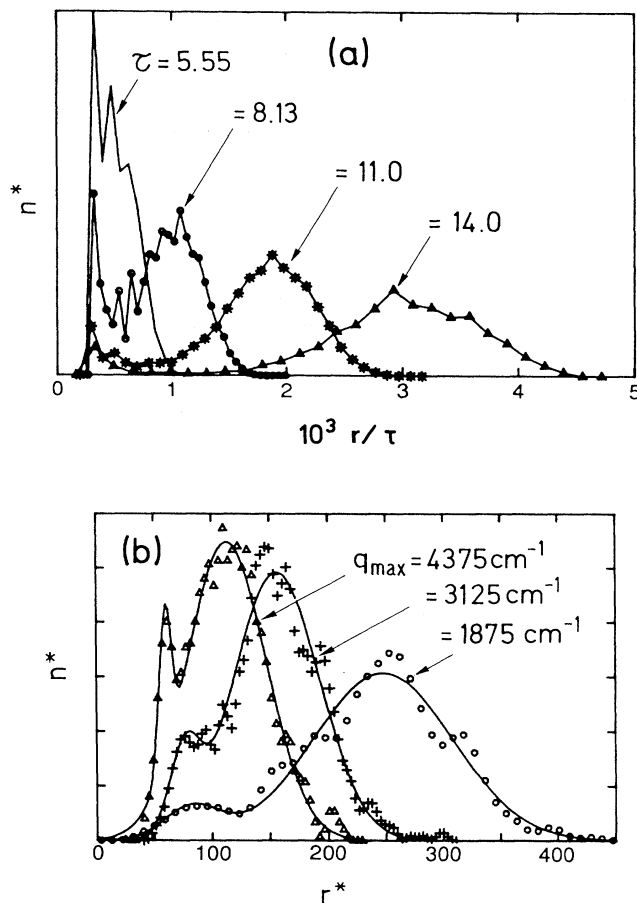 (a)
τ = 5.55
= 8.13
= 11.0
= 14.0
n*
0 1 2 3 4 5
10³ r/τ
(b)
q_max = 4375 cm⁻¹
= 3125 cm⁻¹
= 1875 cm⁻¹
n*
0 100 200 300 400
r*